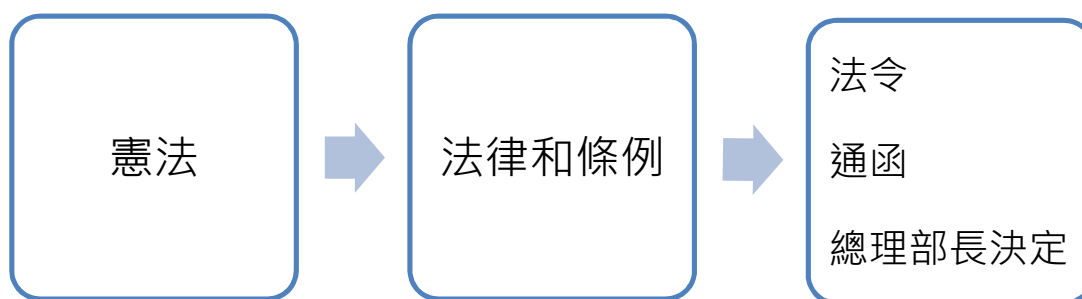 憲法
法律和條例
法令
通函
總理部長決定